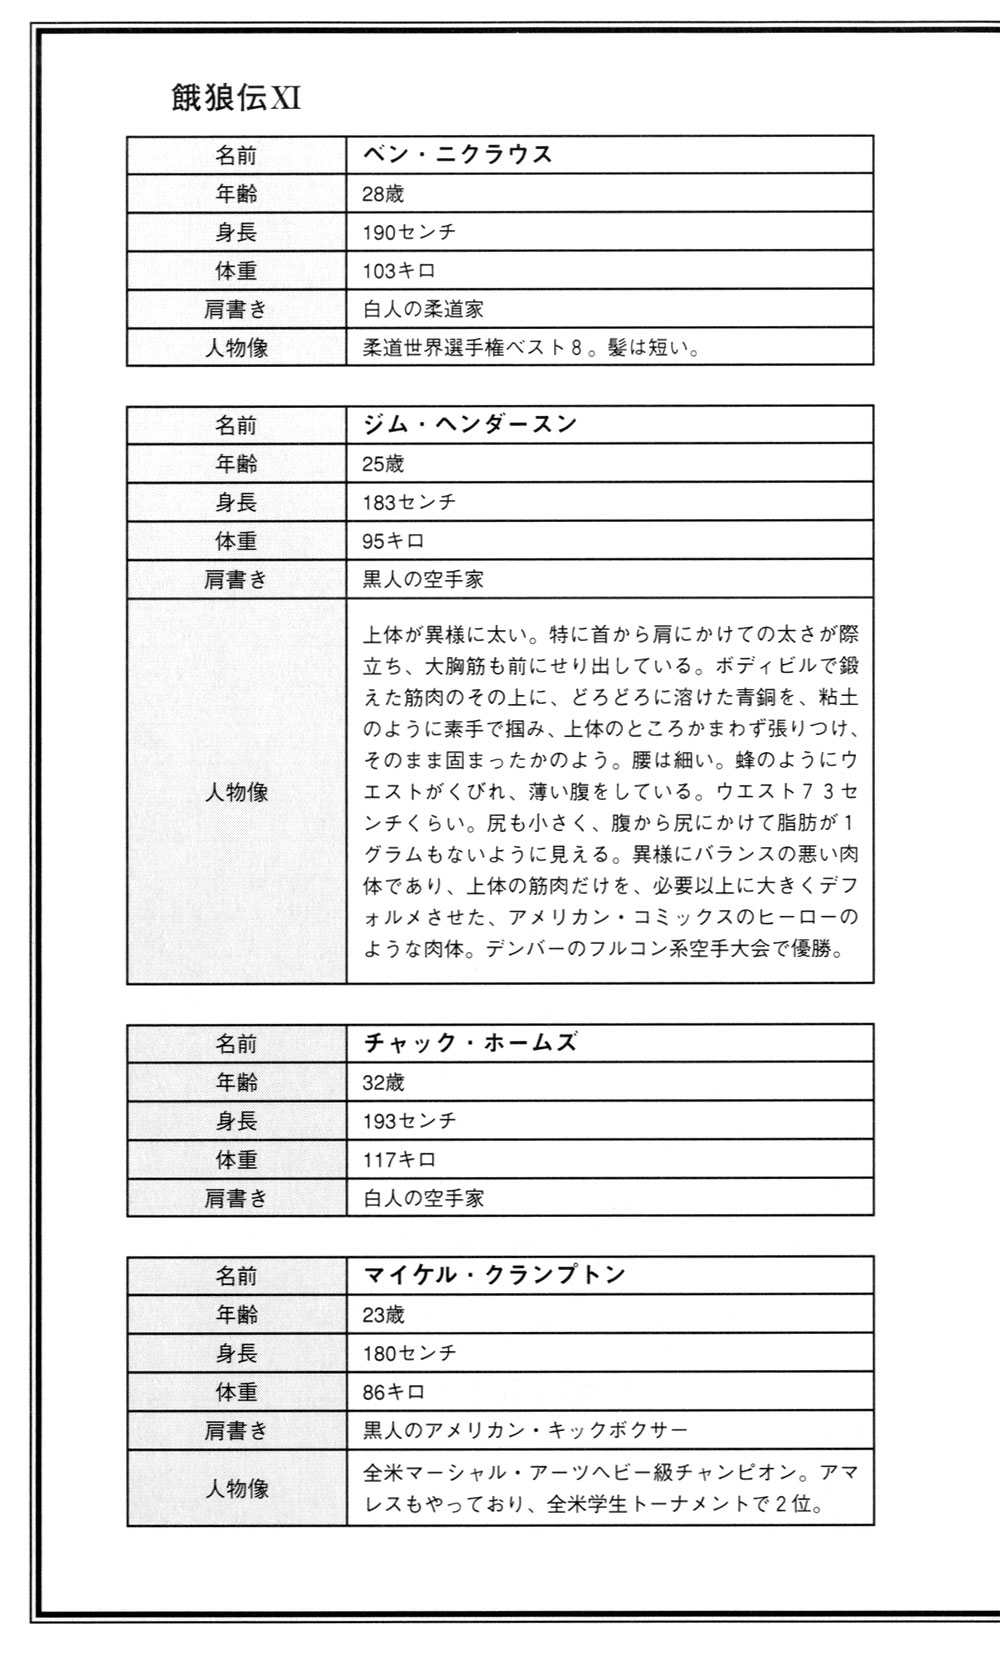 餓狼伝XI
名前 ベン・ニクラウス
年齢 28歳
身長 190センチ
体重 103キロ
肩書き 白人の柔道家
人物像 柔道世界選手権ベスト８。髪は短い。
名前 ジム・ヘンダースン
年齢 25歳
身長 183センチ
体重 95キロ
肩書き 黒人の空手家
人物像
上体が異様に太い。特に首から肩にかけての太さが際
立ち、大胸筋も前にせり出している。ボディビルで鍛
えた筋肉のその上に、どろどろに溶けた青銅を、粘土
のように素手で掴み、上体のところかまわず張りつけ、
そのまま固まったかのよう。腰は細い。蜂のようにウ
エストがくびれ、薄い腹をしている。ウエスト７３セ
ンチくらい。尻も小さく、腹から尻にかけて脂肪が１
グラムもないように見える。異様にバランスの悪い肉
体であり、上体の筋肉だけを、必要以上に大きくデフ
ォルメさせた、アメリカン・コミックスのヒーローの
ような肉体。デンバーのフルコン系空手大会で優勝。
名前 チャック・ホームズ
年齢 32歳
身長 193センチ
体重 117キロ
肩書き 白人の空手家
名前 マイケル・クランプトン
年齢 23歳
身長 180センチ
体重 86キロ
肩書き 黒人のアメリカン・キックボクサー
人物像
全米マーシャル・アーツヘビー級チャンピオン。アマ
レスもやっており、全米学生トーナメントで２位。